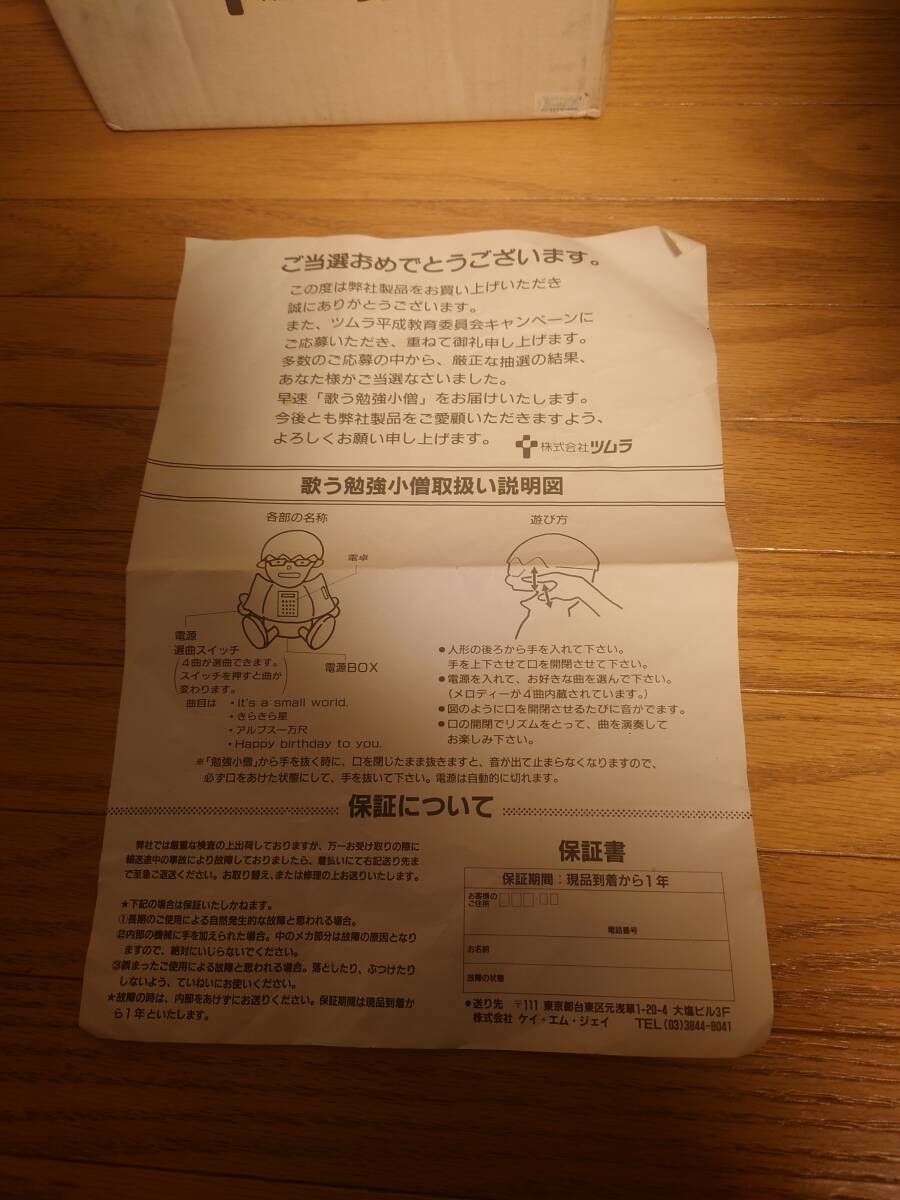 ご当選おめでとうございます。
この度は弊社製品をお買い上げいただき
誠にありがとうございます。
また、ツムラ平成教育委員会キャンペーンに
ご応募いただき、重ねて御礼申し上げます。
多数のご応募の中から、厳正な抽選の結果、
あなた様がご当選なさいました。
早速「歌う勉強小僧」をお届けいたします。
今後とも弊社製品をご愛顧いただきますよう、
よろしくお願い申し上げます。
株式会社ツムラ
歌う勉強小僧取扱い説明図
各部の名称
電卓
電源
選曲スイッチ
(4曲が選曲できます。
スイッチを押すと曲が
変わります。)
電源BOX
曲目は ・It's a small world.
・きらきら星
・アルプス一万尺
・Happy birthday to you.
遊び方
●人形の後ろから手を入れて下さい。
手を上下させて口を開閉させて下さい。
●電源を入れて、お好きな曲を選んで下さい。
(メロディーが4曲内蔵されています。)
●図のように口を開閉させるたびに音がでます。
●口の開閉でリズムをとって、曲を演奏して
お楽しみ下さい。
※「勉強小僧」から手を抜く時に、口を閉じたまま抜きますと、音が出て止まらなくなりますので、
必ず口をあけた状態にして、手を抜いて下さい。電源は自動的に切れます。
保証について
弊社では厳重な検査の上出荷しておりますが、万一お受け取りの際に
輸送途中の事故により故障しておりましたら、着払いにて右記送り先ま
で至急ご返送ください。お取り替え、または修理の上お送りいたします。
★下記の場合は保証いたしかねます。
①長期のご使用による自然発生的な故障と思われる場合。
②内部の機械に手を加えられた場合。中のメカ部分は故障の原因となり
ますので、絶対にいじらないでください。
③誤まったご使用による故障と思われる場合。落としたり、ぶつけたり
しないよう、ていねいにお使いください。
★故障の時は、内部をあけずにお送りください。保証期間は現品到着か
ら1年といたします。
保証書
保証期間：現品到着から1年
お客様の
ご住所
電話番号
お名前
故障の状態
●送り先 〒111 東京都台東区元浅草1-20-4 大塩ビル3F
株式会社 ケイ・エム・ジェイ TEL (03)3844-8041